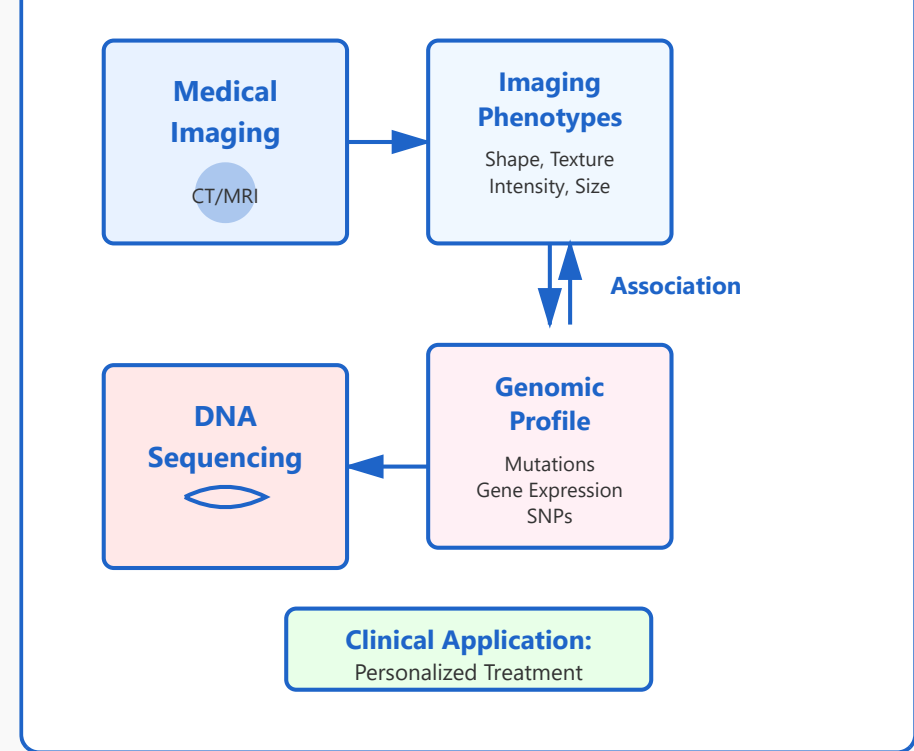 Medical
Imaging
CT/MRI
Imaging
Phenotypes
Shape, Texture
Intensity, Size
Association
DNA
Sequencing
Genomic
Profile
Mutations
Gene Expression
SNPs
Clinical Application:
Personalized Treatment